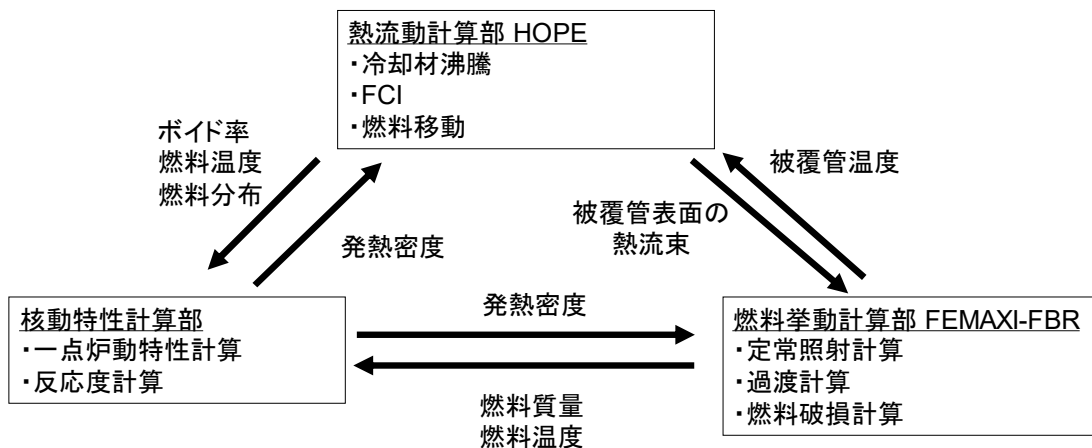 熱流動計算部 HOPE
・冷却材沸騰
・FCI
・燃料移動
ボイド率
燃料温度
燃料分布
発熱密度
被覆管温度
被覆管表面の
熱流束
核動特性計算部
・一点炉動特性計算
・反応度計算
発熱密度
燃料質量
燃料温度
燃料挙動計算部 FEMAXI-FBR
・定常照射計算
・過渡計算
・燃料破損計算